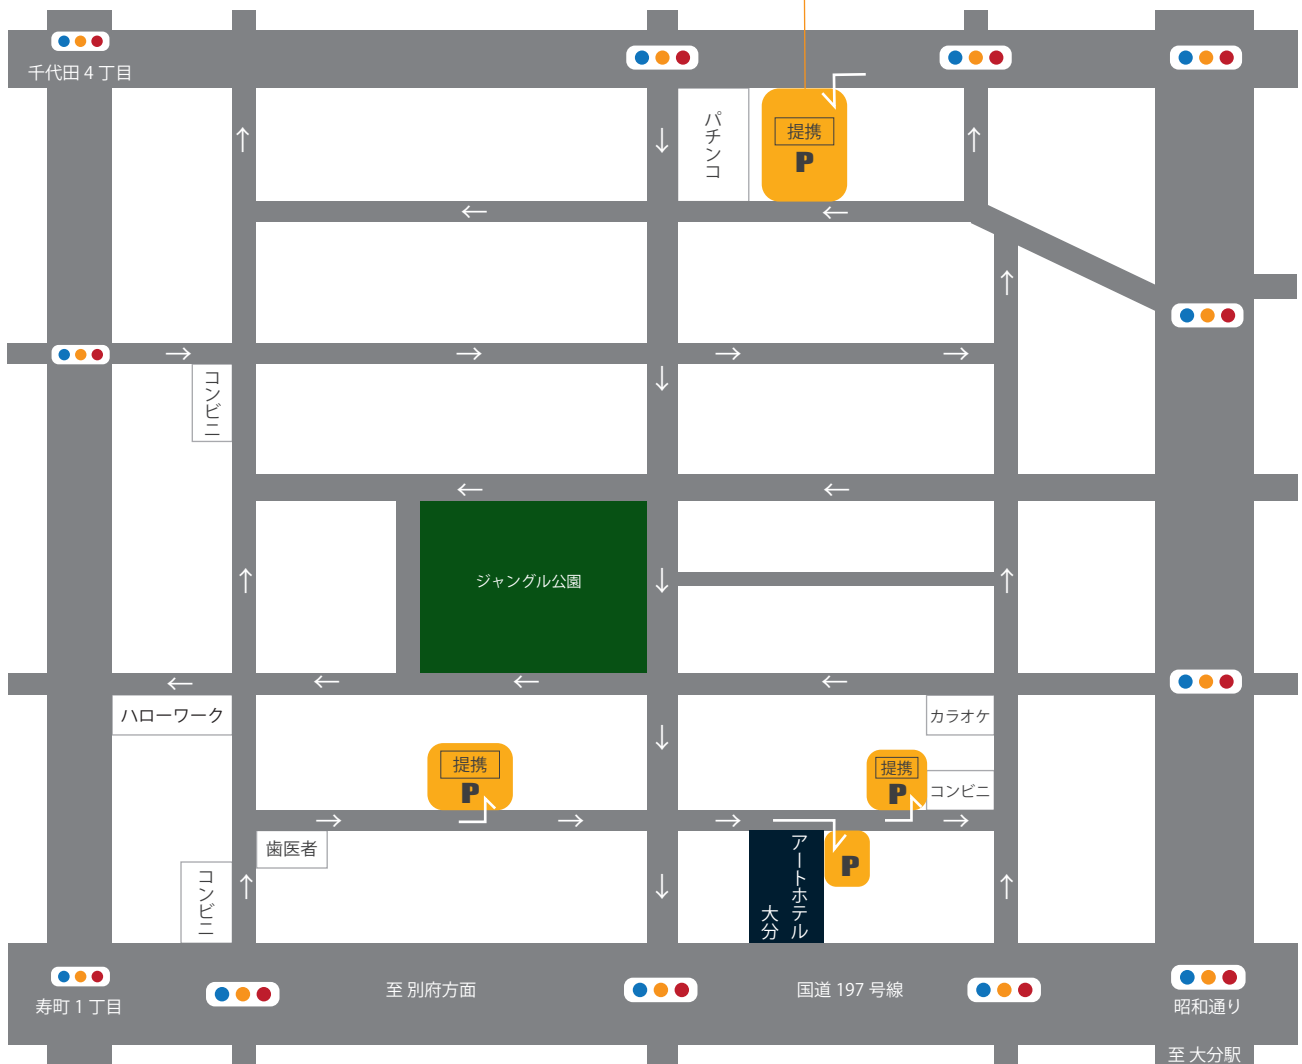 千代田 4 丁目
パチンコ
提携
P
コンビニ
ジャングル公園
ハローワーク
カラオケ
提携
P
提携
P
コンビニ
歯医者
アートホテル
大分
P
コンビニ
寿町 1 丁目
至 別府方面
国道 197 号線
昭和通り
至 大分駅